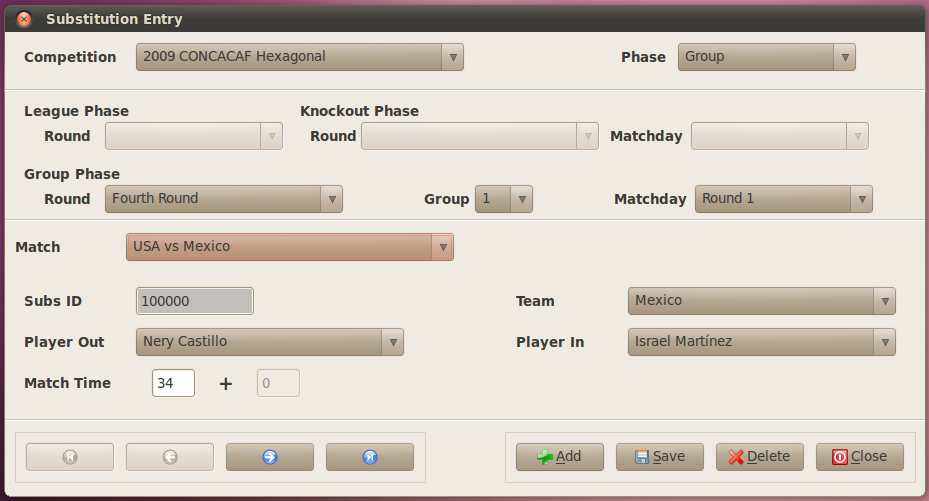 Substitution Entry
Competition 2009 CONCACAF Hexagonal Phase Group
League Phase Knockout Phase
Round Round Matchday
Group Phase
Round Fourth Round Group 1 Matchday Round 1
Match USA vs Mexico
Subs ID 100000 Team Mexico
Player Out Nery Castillo Player In Israel Martínez
Match Time 34 + 0
Add Save Delete Close